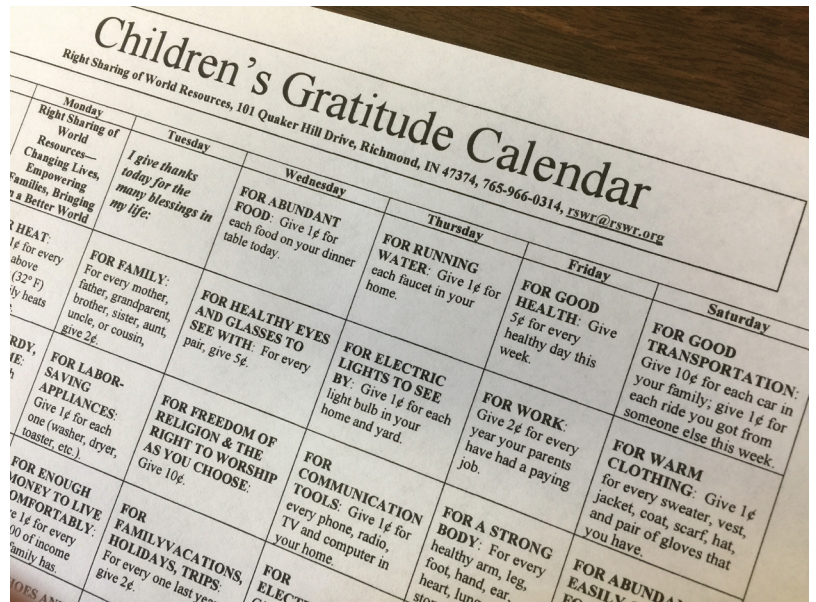 Children's Gratitude Calendar
Right Sharing of World Resources, 101 Quaker Hill Drive, Richmond, IN 47374, 765-966-0314, rswr@rswr.org
Monday
Tuesday
Wednesday
Thursday
Friday
Saturday
Right Sharing of
World
Resources—
Changing Lives,
Empowering
Families, Bringing
a Better World
I give thanks
today for the
many blessings in
my life:
FOR ABUNDANT
FOOD: Give 1¢ for
each food on your dinner
table today.
FOR RUNNING
WATER: Give 1¢ for
each faucet in your
home.
FOR GOOD
HEALTH: Give
5¢ for every
healthy day this
week.
FOR GOOD
TRANSPORTATION:
Give 10¢ for each car in
your family; give 1¢ for
each ride you got from
someone else this week.
HEAT:
1¢ for every
above
(32° F)
heats
FOR FAMILY:
For every mother,
father, grandparent,
brother, sister, aunt,
uncle, or cousin,
give 2¢.
FOR HEALTHY EYES
AND GLASSES TO
SEE WITH: For every
pair, give 5¢.
FOR ELECTRIC
LIGHTS TO SEE
BY: Give 1¢ for each
light bulb in your
home and yard.
FOR WORK:
Give 2¢ for every
year your parents
have had a paying
job.
FOR WARM
CLOTHING: Give 1¢
for every sweater, vest,
jacket, coat, scarf, hat,
and pair of gloves that
you have.
FOR LABOR-
SAVING
APPLIANCES:
Give 1¢ for each
one (washer, dryer,
toaster, etc.).
FOR FREEDOM OF
RELIGION & THE
RIGHT TO WORSHIP
AS YOU CHOOSE:
Give 10¢.
FOR
COMMUNICATION
TOOLS: Give 1¢ for
every phone, radio,
TV and computer in
your home.
FOR A STRONG
BODY: For every
healthy arm, leg,
foot, hand, ear,
heart,
FOR
EASILY
FOR ENOUGH
MONEY TO LIVE
COMFORTABLY:
1¢ for every
of income
family has.
FOR
FAMILYVACATIONS,
HOLIDAYS, TRIPS:
For every one last year
give 2¢.
FOR